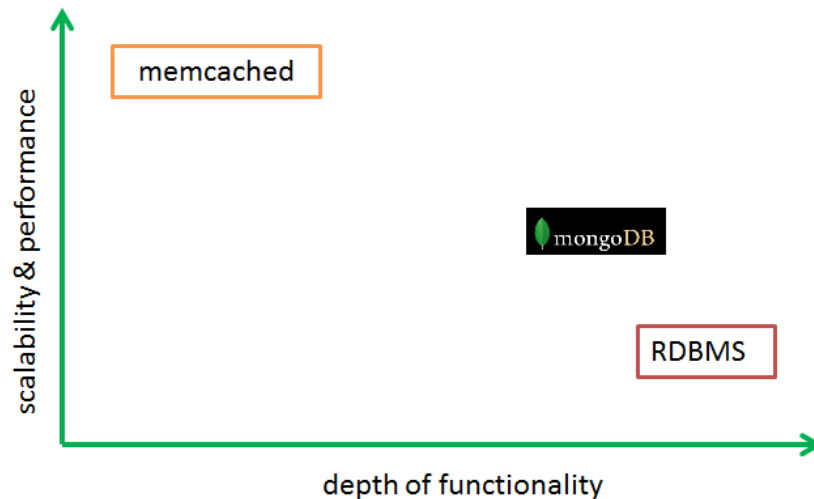 memcached
mongoDB
RDBMS
scalability & performance
depth of functionality